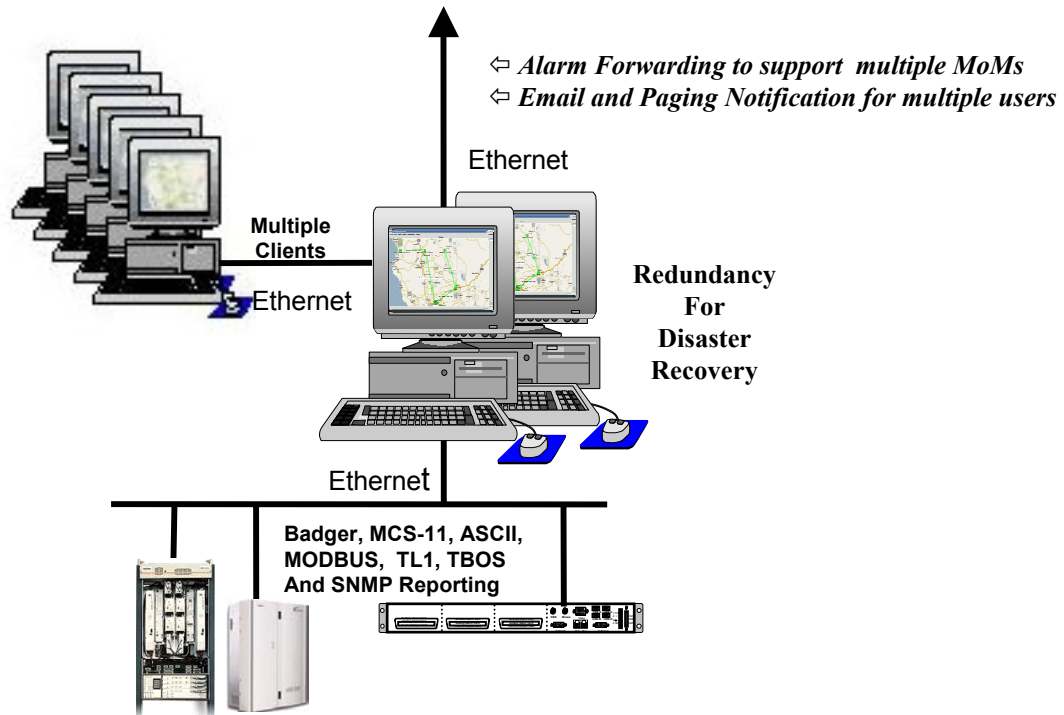 ⇦ Alarm Forwarding to support multiple MoMs
⇦ Email and Paging Notification for multiple users
Ethernet
Multiple
Clients
Ethernet
Redundancy
For
Disaster
Recovery
Ethernet
Badger, MCS-11, ASCII,
MODBUS, TL1, TBOS
And SNMP Reporting